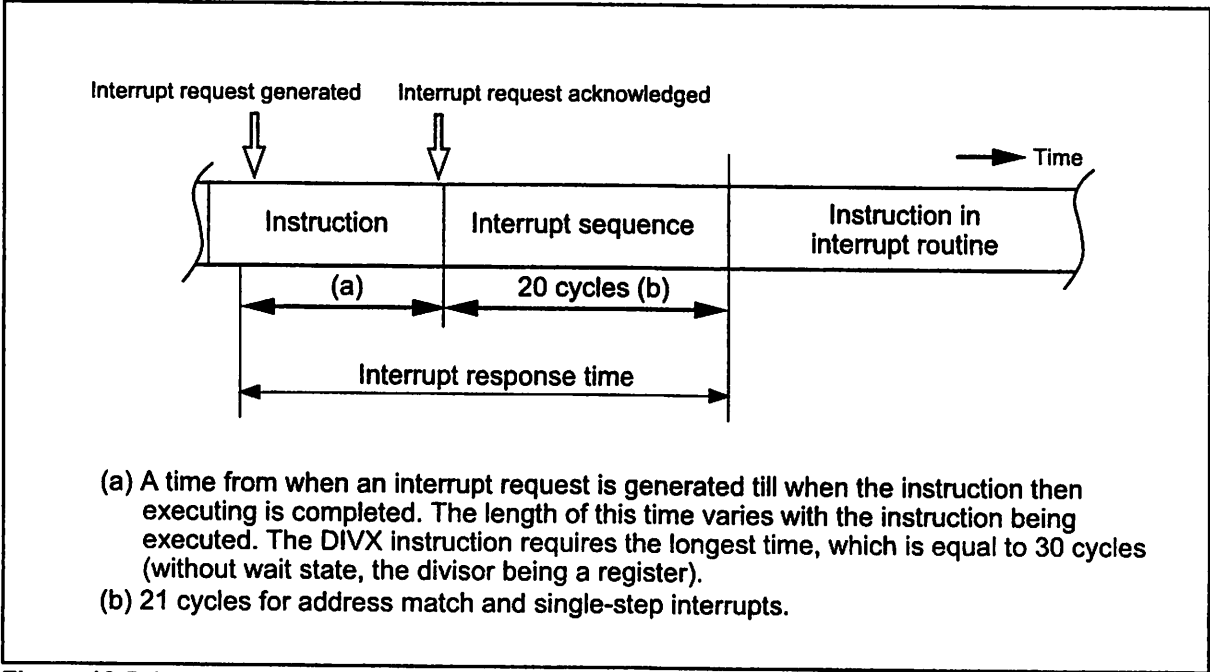 Interrupt request generated
Interrupt request acknowledged
Time
Instruction
Interrupt sequence
Instruction in
interrupt routine
(a)
20 cycles (b)
Interrupt response time
(a) A time from when an interrupt request is generated till when the instruction then
executing is completed. The length of this time varies with the instruction being
executed. The DIVX instruction requires the longest time, which is equal to 30 cycles
(without wait state, the divisor being a register).
(b) 21 cycles for address match and single-step interrupts.